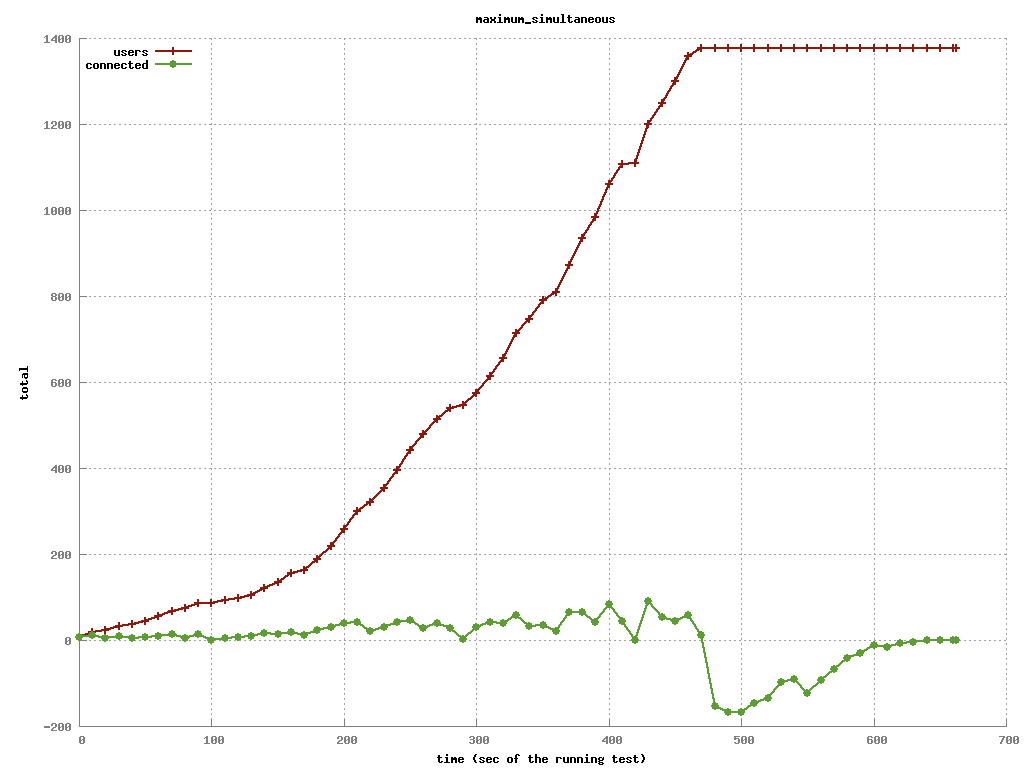 maximum_simultaneous
1400
users
connected
1200
1000
800
600
400
200
0
-200
total
0 100 200 300 400 500 600 700
time (sec of the running test)